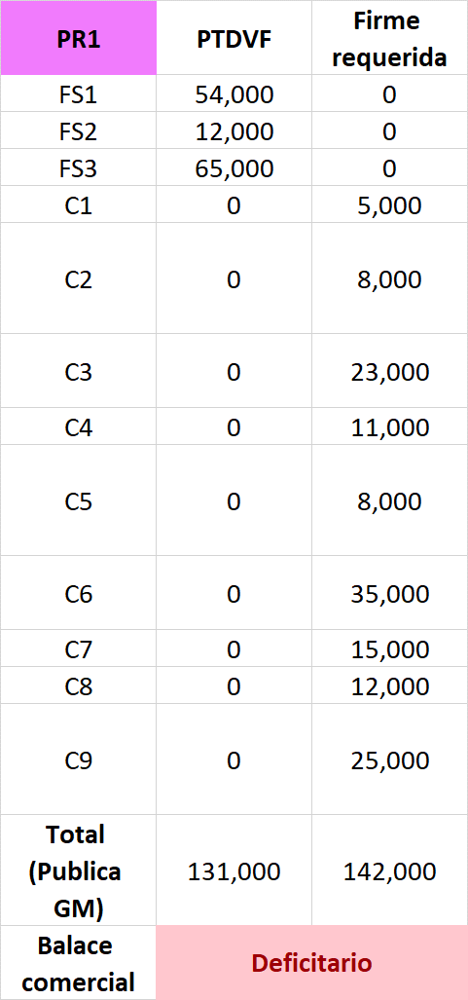 PR1 PTDVF Firme requerida
FS1 54,000 0
FS2 12,000 0
FS3 65,000 0
C1 0 5,000
C2 0 8,000
C3 0 23,000
C4 0 11,000
C5 0 8,000
C6 0 35,000
C7 0 15,000
C8 0 12,000
C9 0 25,000
Total (Publica GM) 131,000 142,000
Balace comercial Deficitario